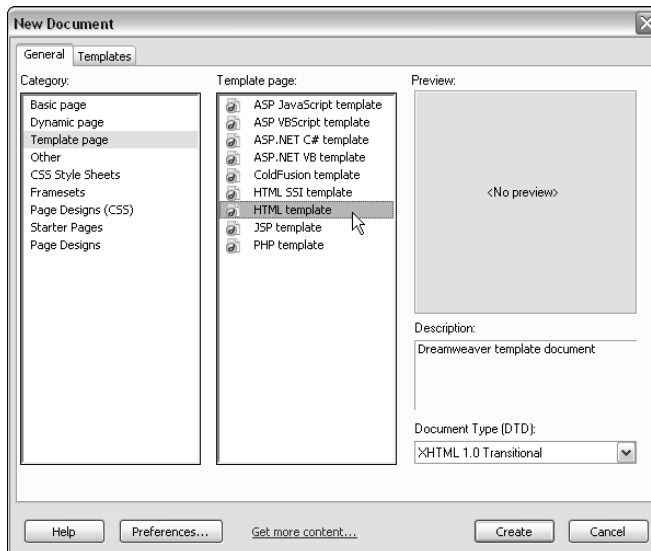 New Document
General
Templates
Category:
Basic page
Dynamic page
Template page
Other
CSS Style Sheets
Framesets
Page Designs (CSS)
Starter Pages
Page Designs
Template page:
ASP JavaScript template
ASP VBScript template
ASP.NET C# template
ASP.NET VB template
ColdFusion template
HTML SSI template
HTML template
JSP template
PHP template
Preview:
<No preview>
Description:
Dreamweaver template document
Document Type (DTD):
XHTML 1.0 Transitional
Help
Preferences...
Get more content...
Create
Cancel